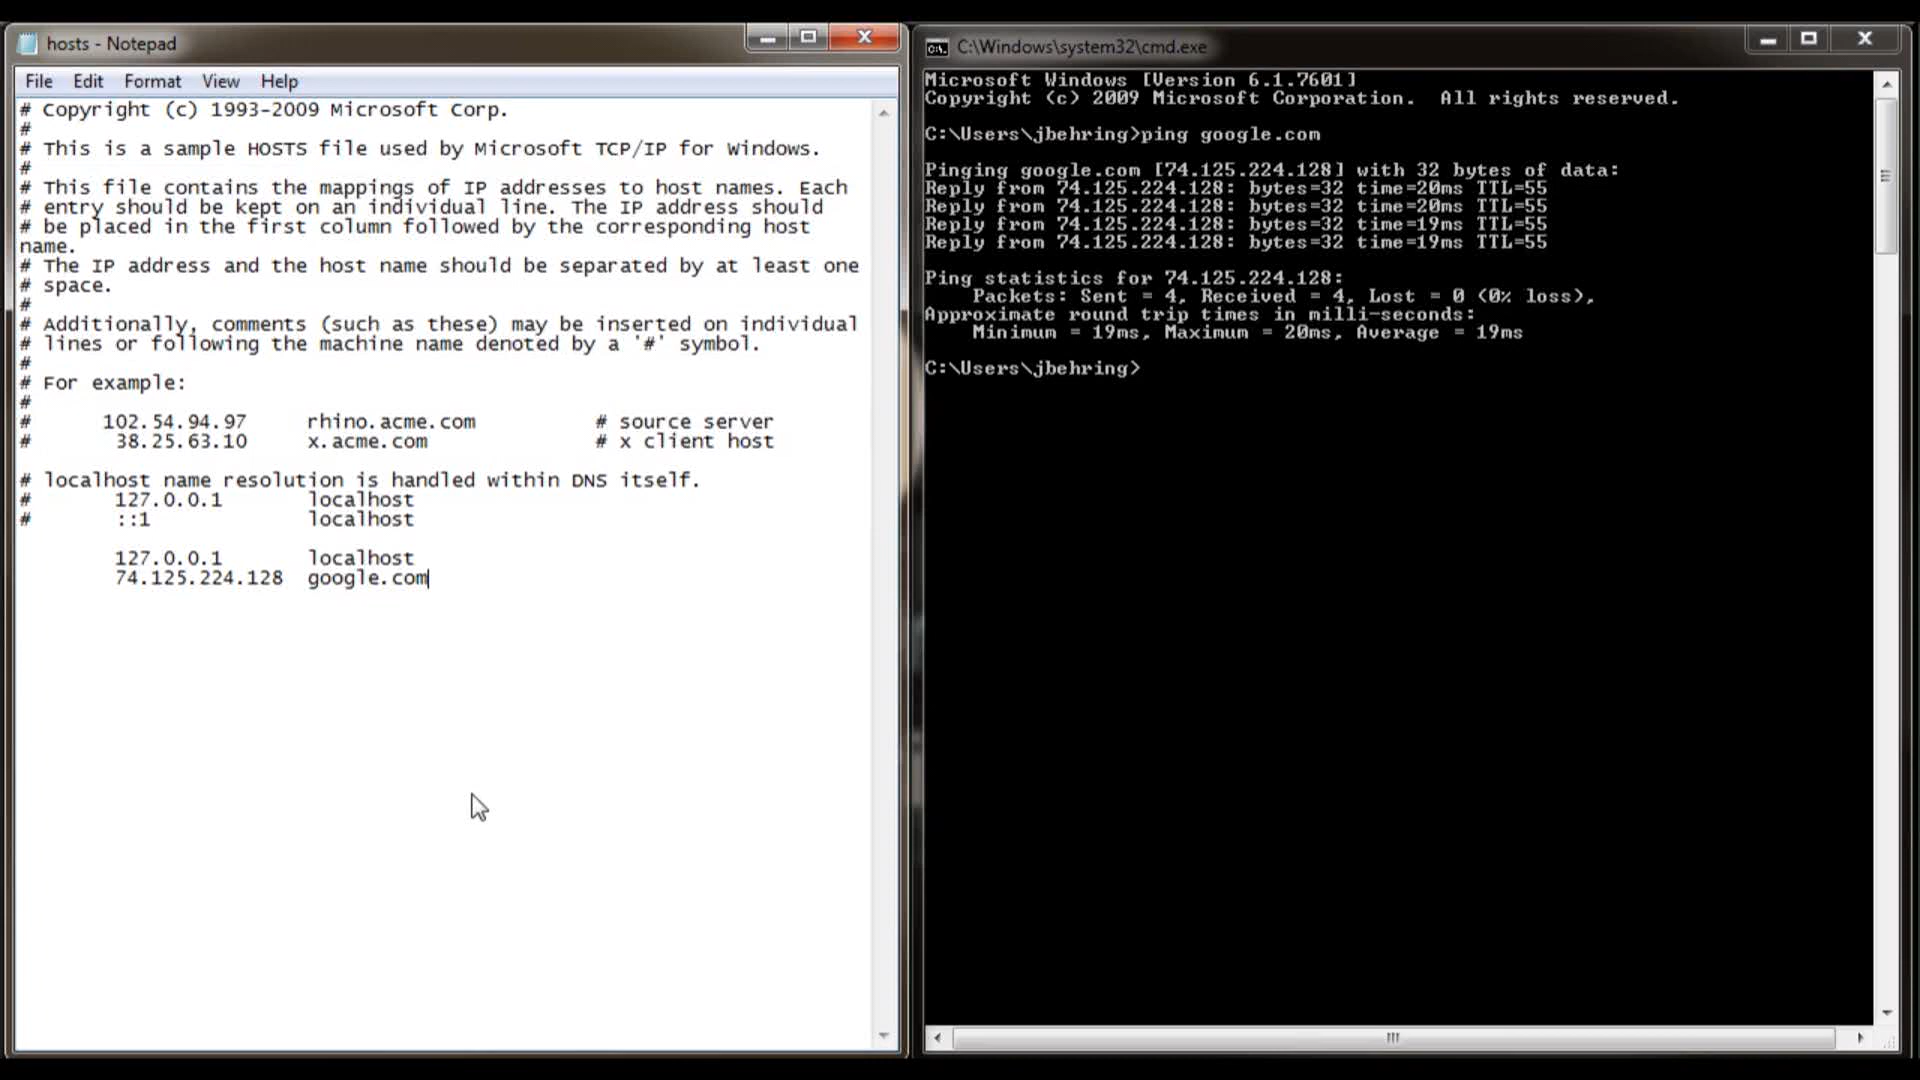 hosts - Notepad
File Edit Format View Help
# Copyright (c) 1993-2009 Microsoft Corp.
#
# This is a sample HOSTS file used by Microsoft TCP/IP for Windows.
#
# This file contains the mappings of IP addresses to host names. Each
# entry should be kept on an individual line. The IP address should
# be placed in the first column followed by the corresponding host
name.
# The IP address and the host name should be separated by at least one
# space.
#
# Additionally, comments (such as these) may be inserted on individual
# lines or following the machine name denoted by a '#' symbol.
#
# For example:
#
#      102.54.94.97     rhino.acme.com          # source server
#       38.25.63.10     x.acme.com              # x client host

# localhost name resolution is handled within DNS itself.
#       127.0.0.1       localhost
#       ::1             localhost

        127.0.0.1       localhost
        74.125.224.128  google.com
C:\Windows\system32\cmd.exe
Microsoft Windows [Version 6.1.7601]
Copyright (c) 2009 Microsoft Corporation.  All rights reserved.

C:\Users\jbehring>ping google.com

Pinging google.com [74.125.224.128] with 32 bytes of data:
Reply from 74.125.224.128: bytes=32 time=20ms TTL=55
Reply from 74.125.224.128: bytes=32 time=20ms TTL=55
Reply from 74.125.224.128: bytes=32 time=19ms TTL=55
Reply from 74.125.224.128: bytes=32 time=19ms TTL=55

Ping statistics for 74.125.224.128:
    Packets: Sent = 4, Received = 4, Lost = 0 (0% loss),
Approximate round trip times in milli-seconds:
    Minimum = 19ms, Maximum = 20ms, Average = 19ms

C:\Users\jbehring>